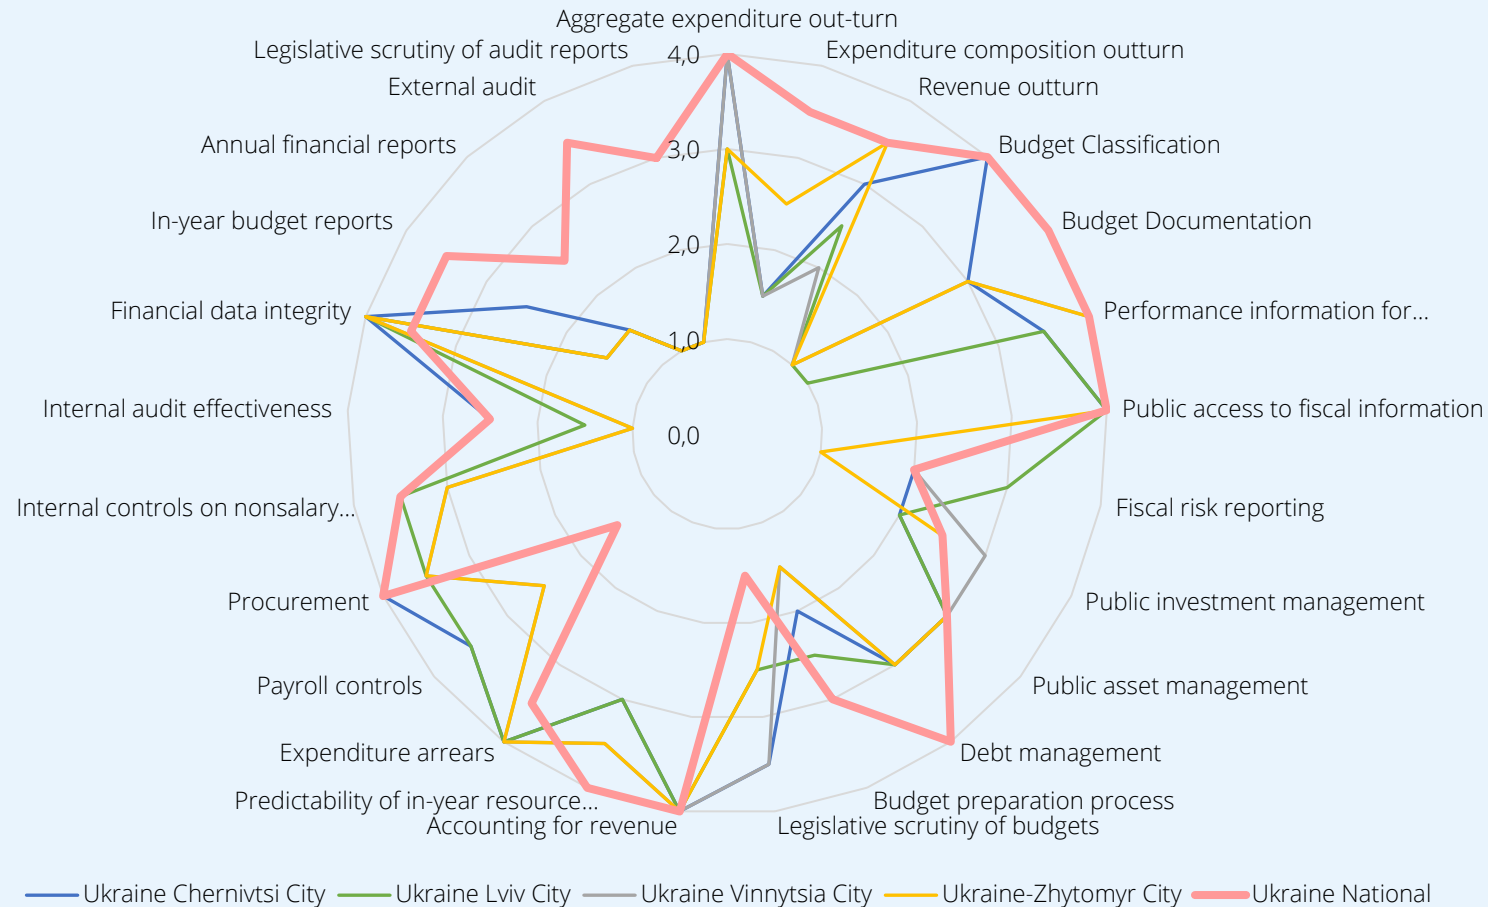 Aggregate expenditure out-turn
Legislative scrutiny of audit reports
Expenditure composition outturn
External audit
Revenue outturn
Annual financial reports
Budget Classification
In-year budget reports
Budget Documentation
Financial data integrity
Performance information for...
Internal audit effectiveness
Public access to fiscal information
Internal controls on nonsalary...
Fiscal risk reporting
Procurement
Public investment management
Payroll controls
Public asset management
Expenditure arrears
Debt management
Predictability of in-year resource...
Budget preparation process
Accounting for revenue
Legislative scrutiny of budgets
4,0
3,0
2,0
1,0
0,0
Ukraine Chernivtsi City
Ukraine Lviv City
Ukraine Vinnytsia City
Ukraine-Zhytomyr City
Ukraine National